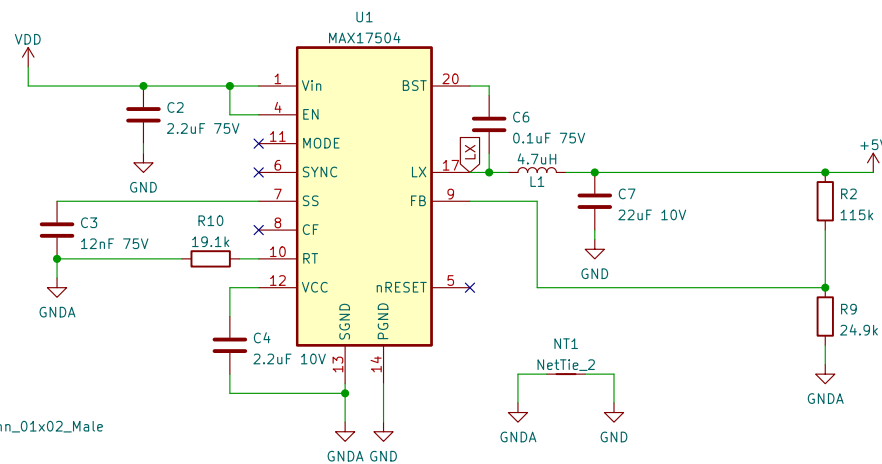 U1
MAX17504
VDD
1 Vin
4 EN
11 MODE
6 SYNC
7 SS
8 CF
10 RT
12 VCC
BST 20
LX 17
FB 9
nRESET 5
SGND 13
PGND 14
C2
2.2uF 75V
GND
C3
12nF 75V
GNDA
R10
19.1k
C4
2.2uF 10V
GNDA GND
C6
0.1uF 75V
LX
4.7uH
L1
C7
22uF 10V
GND
+5V
R2
115k
R9
24.9k
GNDA
NT1
NetTie_2
GNDA
GND
nn_01x02_Male